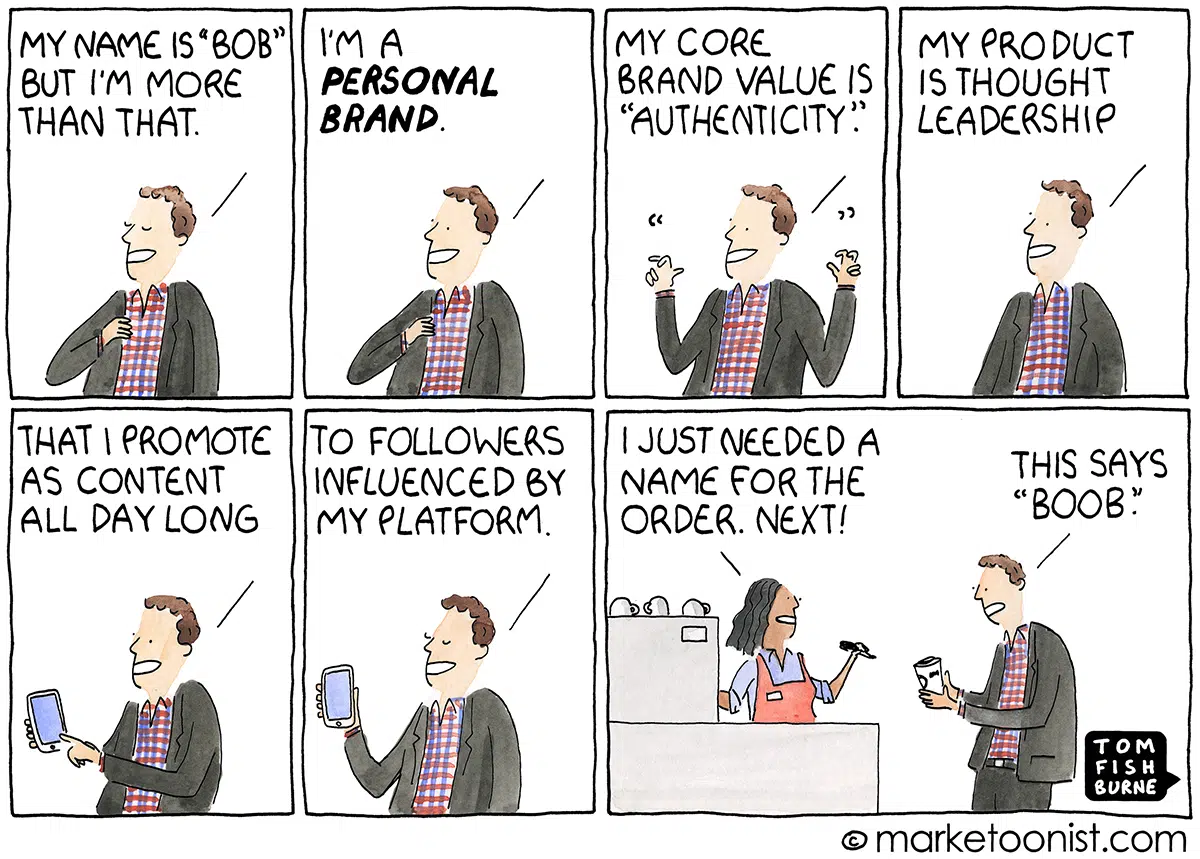 MY NAME IS “BOB”
BUT I'M MORE
THAN THAT.
I'M A
PERSONAL
BRAND.
MY CORE
BRAND VALUE IS
“AUTHENTICITY”.
“ ”
MY PRODUCT
IS THOUGHT
LEADERSHIP
THAT I PROMOTE
AS CONTENT
ALL DAY LONG
TO FOLLOWERS
INFLUENCED BY
MY PLATFORM.
I JUST NEEDED A
NAME FOR THE
ORDER. NEXT!
THIS SAYS
“BOOB”.
TOM
FISH
BURNE
© marketoonist.com